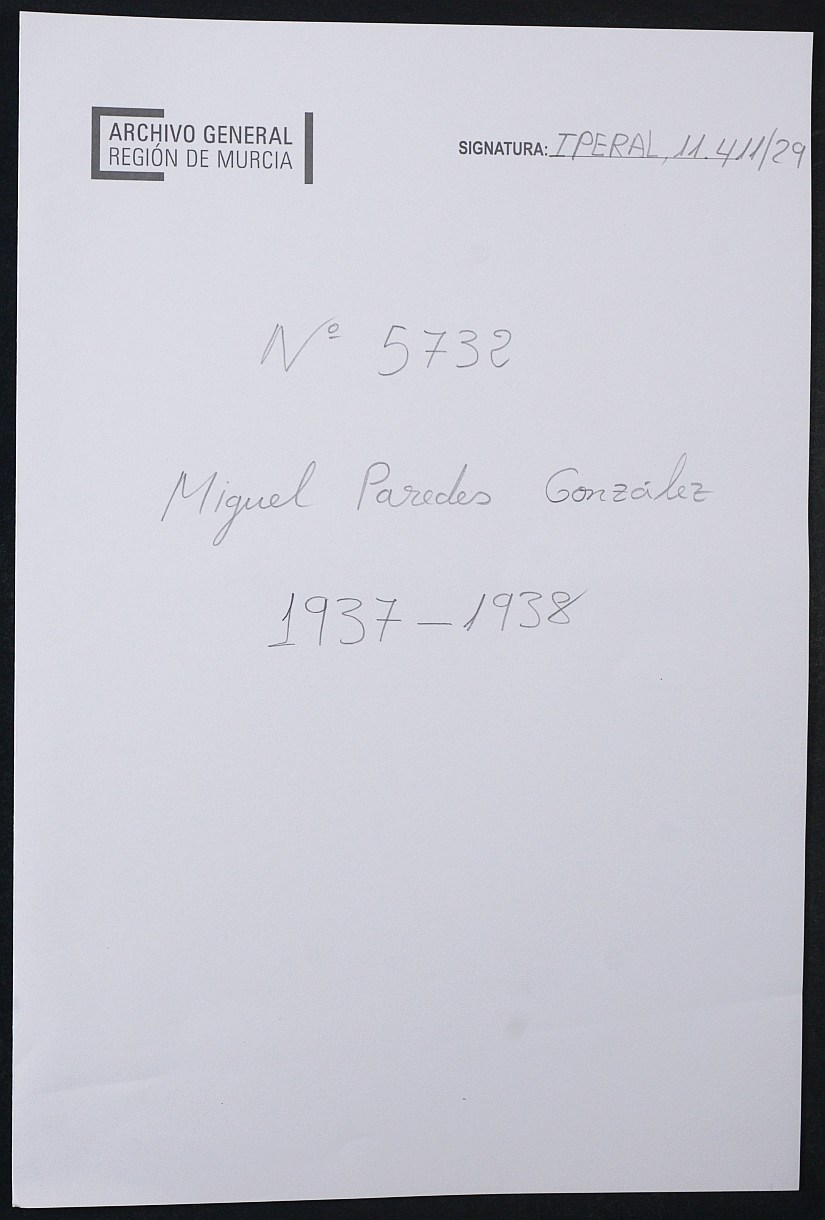 ARCHIVO GENERAL
REGIÓN DE MURCIA
SIGNATURA: IPERAL, 11.411/29
Nº 5732
Miguel Paredes González
1937-1938